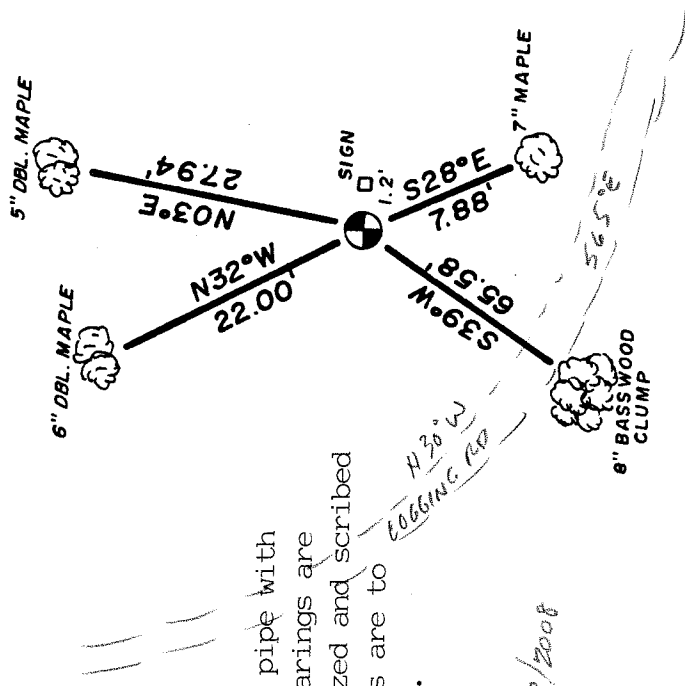 5" DBL. MAPLE
27.94'
N03°E
6" DBL. MAPLE
N32°W
22.00'
SIGN
1.2'
7" MAPLE
S28°E
7.88'
65.58'
S39°W
8" BASSWOOD
CLUMP
S65°E
N30°W
LOGGING RD
pipe with
arings are
zed and scribed
s are to
/2008